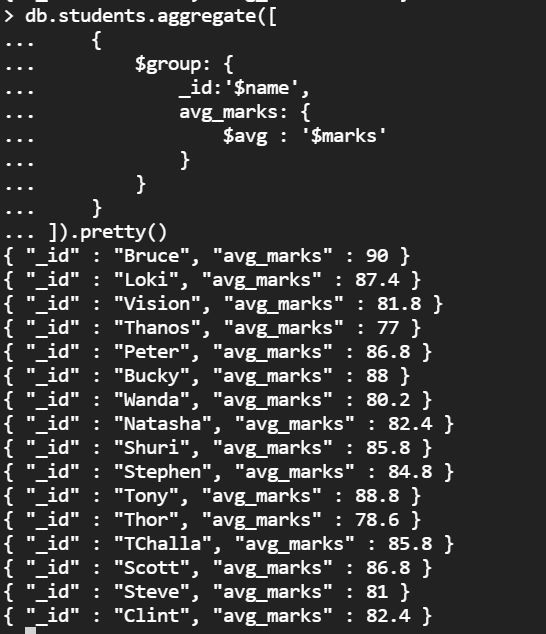 > db.students.aggregate([
...     {
...         $group: {
...             _id:'$name',
...             avg_marks: {
...                 $avg : '$marks'
...             }
...         }
...     }
... ]).pretty()
{ "_id" : "Bruce", "avg_marks" : 90 }
{ "_id" : "Loki", "avg_marks" : 87.4 }
{ "_id" : "Vision", "avg_marks" : 81.8 }
{ "_id" : "Thanos", "avg_marks" : 77 }
{ "_id" : "Peter", "avg_marks" : 86.8 }
{ "_id" : "Bucky", "avg_marks" : 88 }
{ "_id" : "Wanda", "avg_marks" : 80.2 }
{ "_id" : "Natasha", "avg_marks" : 82.4 }
{ "_id" : "Shuri", "avg_marks" : 85.8 }
{ "_id" : "Stephen", "avg_marks" : 84.8 }
{ "_id" : "Tony", "avg_marks" : 88.8 }
{ "_id" : "Thor", "avg_marks" : 78.6 }
{ "_id" : "TChalla", "avg_marks" : 85.8 }
{ "_id" : "Scott", "avg_marks" : 86.8 }
{ "_id" : "Steve", "avg_marks" : 81 }
{ "_id" : "Clint", "avg_marks" : 82.4 }